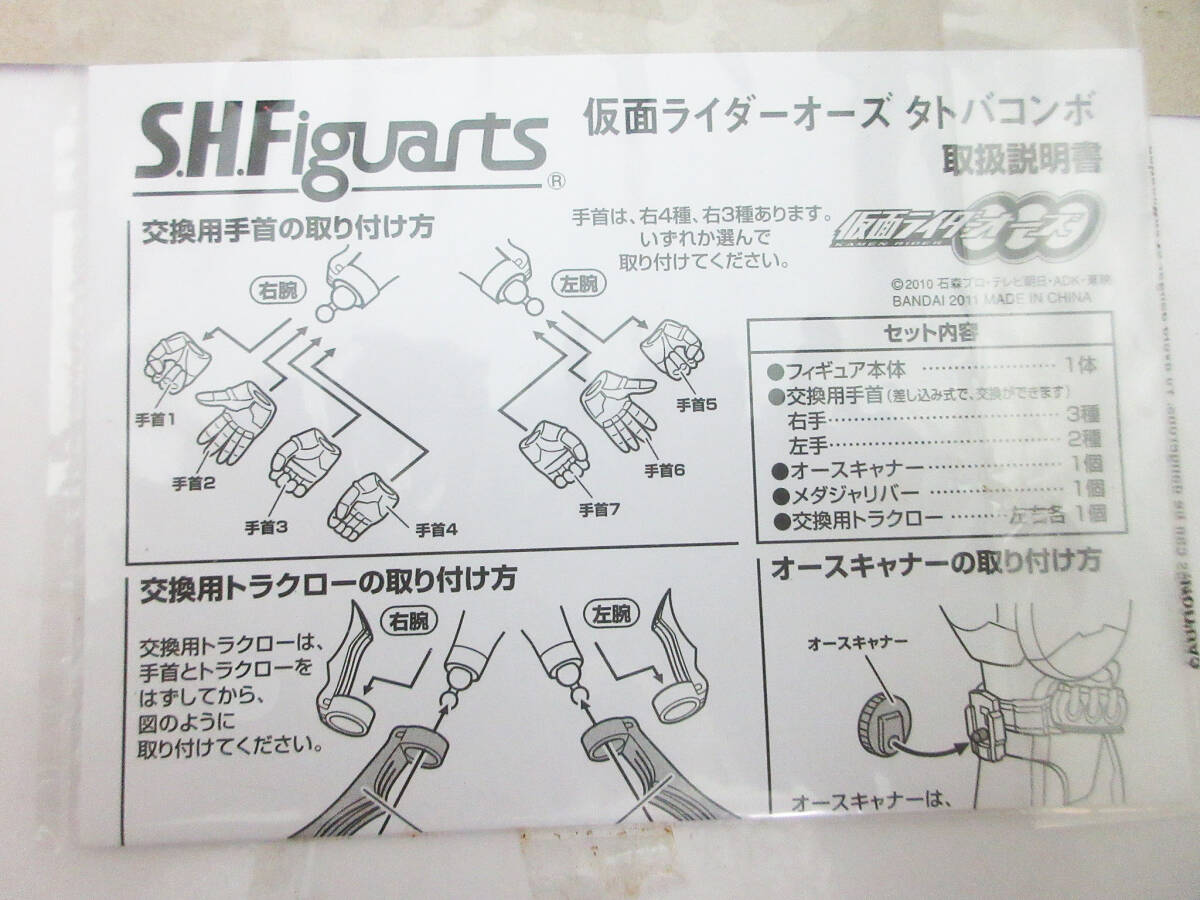 S.H.Figuarts®
仮面ライダーオーズ タトバコンボ
取扱説明書
交換用手首の取り付け方
手首は、右4種、右3種あります。
いずれか選んで
取り付けてください。
仮面ライダーオーズ
KAMEN RIDER
©2010 石森プロ・テレビ朝日・ADK・東映
BANDAI 2011 MADE IN CHINA
右腕
左腕
手首1
手首2
手首3
手首4
手首5
手首6
手首7
セット内容
●フィギュア本体 …………………… 1体
●交換用手首(差し込み式で、交換ができます)
右手…………………………………… 3種
左手…………………………………… 2種
●オースキャナー…………………… 1個
●メダジャリバー …………………… 1個
●交換用トラクロー ………左右各 1個
交換用トラクローの取り付け方
右腕
左腕
交換用トラクローは、
手首とトラクローを
はずしてから、
図のように
取り付けてください。
オースキャナーの取り付け方
オースキャナー
オースキャナーは、